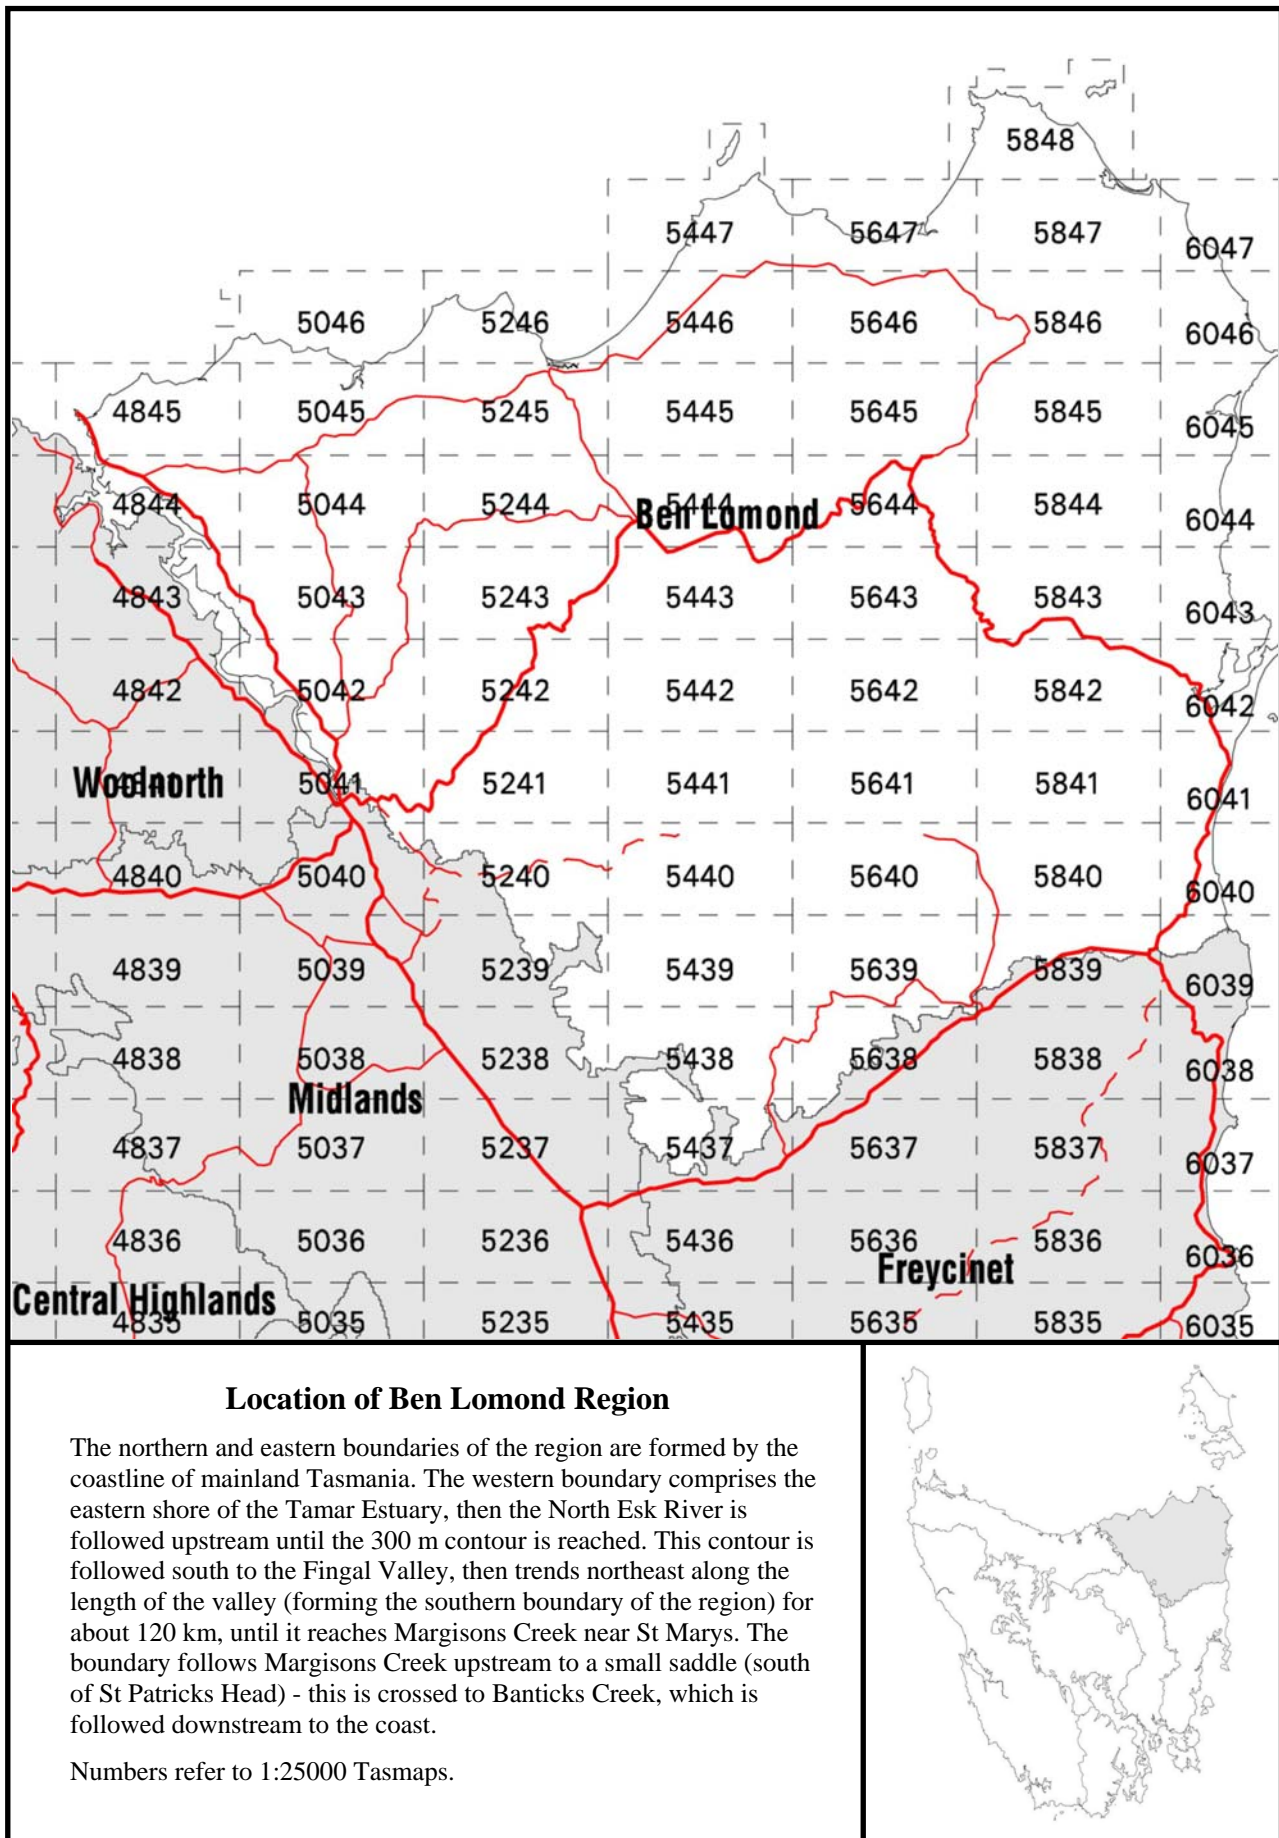 5848
5447 5647 5847 6047
5046 5246 5446 5646 5846 6046
4845 5045 5245 5445 5645 5845 6045
4844 5044 5244 5444 5644 5844 6044
Ben Lomond
4843 5043 5243 5443 5643 5843 6043
4842 5042 5242 5442 5642 5842 6042
Woolnorth
4841 5041 5241 5441 5641 5841 6041
4840 5040 5240 5440 5640 5840 6040
4839 5039 5239 5439 5639 5839 6039
4838 5038 5238 5438 5638 5838 6038
Midlands
4837 5037 5237 5437 5637 5837 6037
4836 5036 5236 5436 5636 5836 6036
Freycinet
Central Highlands
4835 5035 5235 5435 5635 5835 6035
Location of Ben Lomond Region
The northern and eastern boundaries of the region are formed by the
coastline of mainland Tasmania. The western boundary comprises the
eastern shore of the Tamar Estuary, then the North Esk River is
followed upstream until the 300 m contour is reached. This contour is
followed south to the Fingal Valley, then trends northeast along the
length of the valley (forming the southern boundary of the region) for
about 120 km, until it reaches Margisons Creek near St Marys. The
boundary follows Margisons Creek upstream to a small saddle (south
of St Patricks Head) - this is crossed to Banticks Creek, which is
followed downstream to the coast.
Numbers refer to 1:25000 Tasmaps.